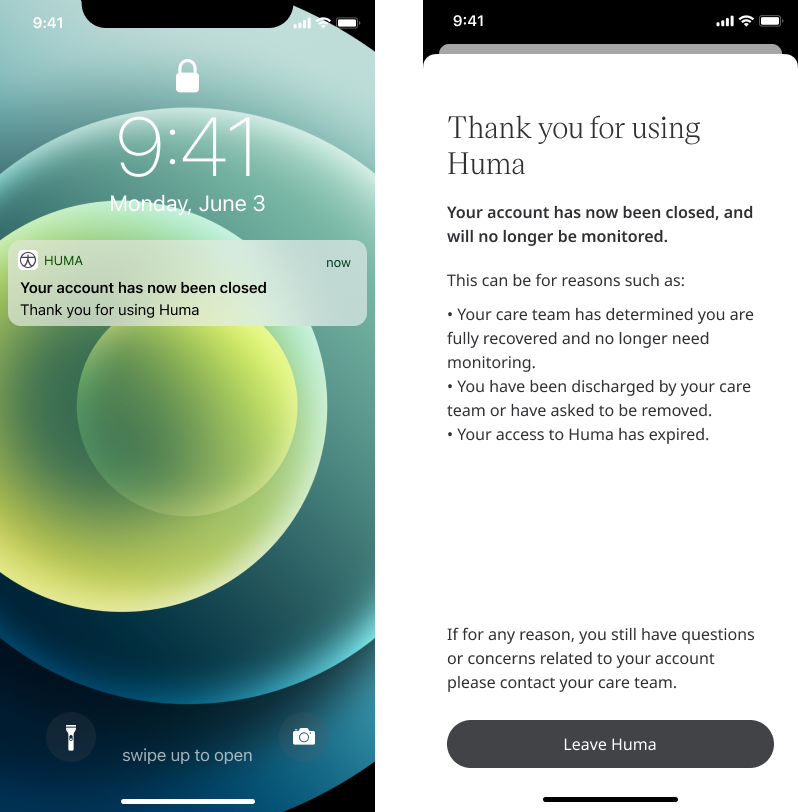 9:41
9:41
Monday, June 3
HUMA
now
Your account has now been closed
Thank you for using Huma
swipe up to open
9:41
Thank you for using
Huma
Your account has now been closed, and
will no longer be monitored.
This can be for reasons such as:
• Your care team has determined you are
fully recovered and no longer need
monitoring.
• You have been discharged by your care
team or have asked to be removed.
• Your access to Huma has expired.
If for any reason, you still have questions
or concerns related to your account
please contact your care team.
Leave Huma